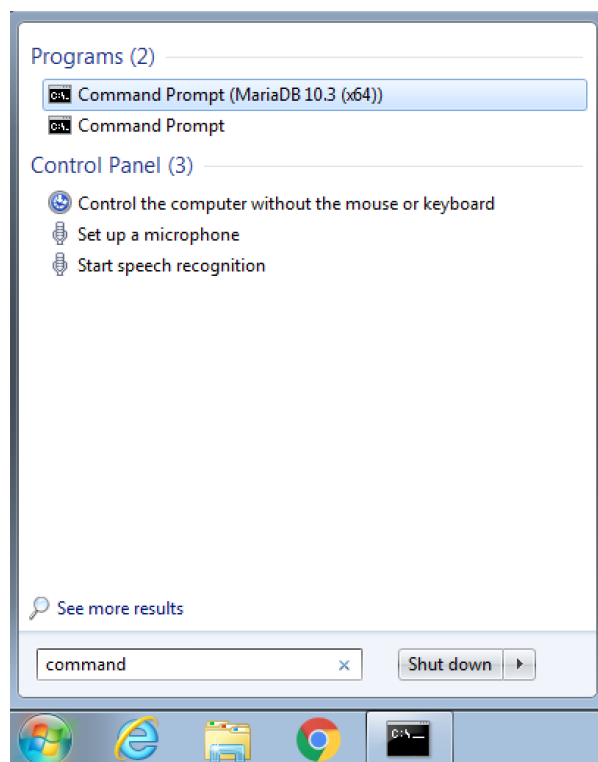 Programs (2)
Command Prompt (MariaDB 10.3 (x64))
Command Prompt
Control Panel (3)
Control the computer without the mouse or keyboard
Set up a microphone
Start speech recognition
See more results
command
Shut down